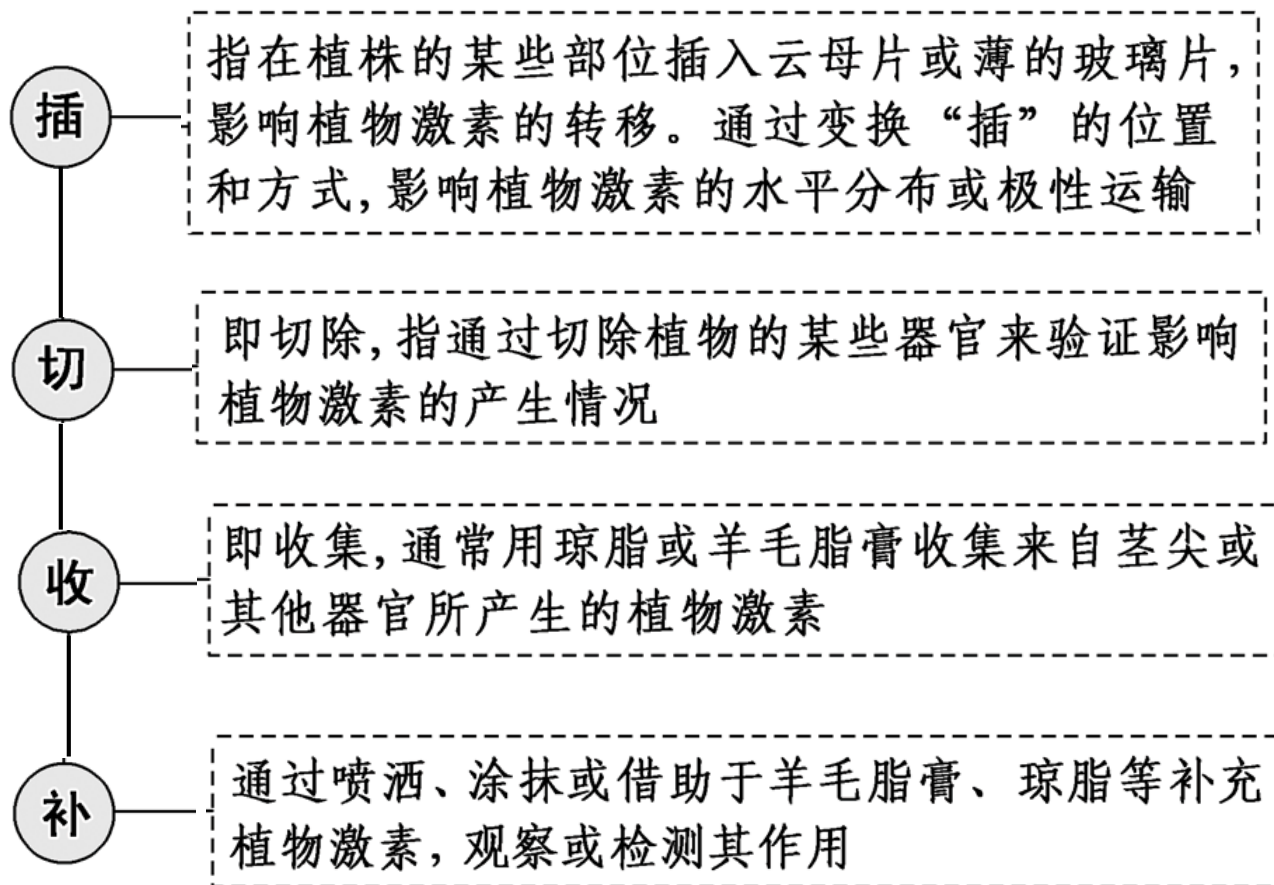 插
指在植株的某些部位插入云母片或薄的玻璃片,
影响植物激素的转移。通过变换“插”的位置
和方式,影响植物激素的水平分布或极性运输
切
即切除,指通过切除植物的某些器官来验证影响
植物激素的产生情况
收
即收集,通常用琼脂或羊毛脂膏收集来自茎尖或
其他器官所产生的植物激素
补
通过喷洒、涂抹或借助于羊毛脂膏、琼脂等补充
植物激素,观察或检测其作用